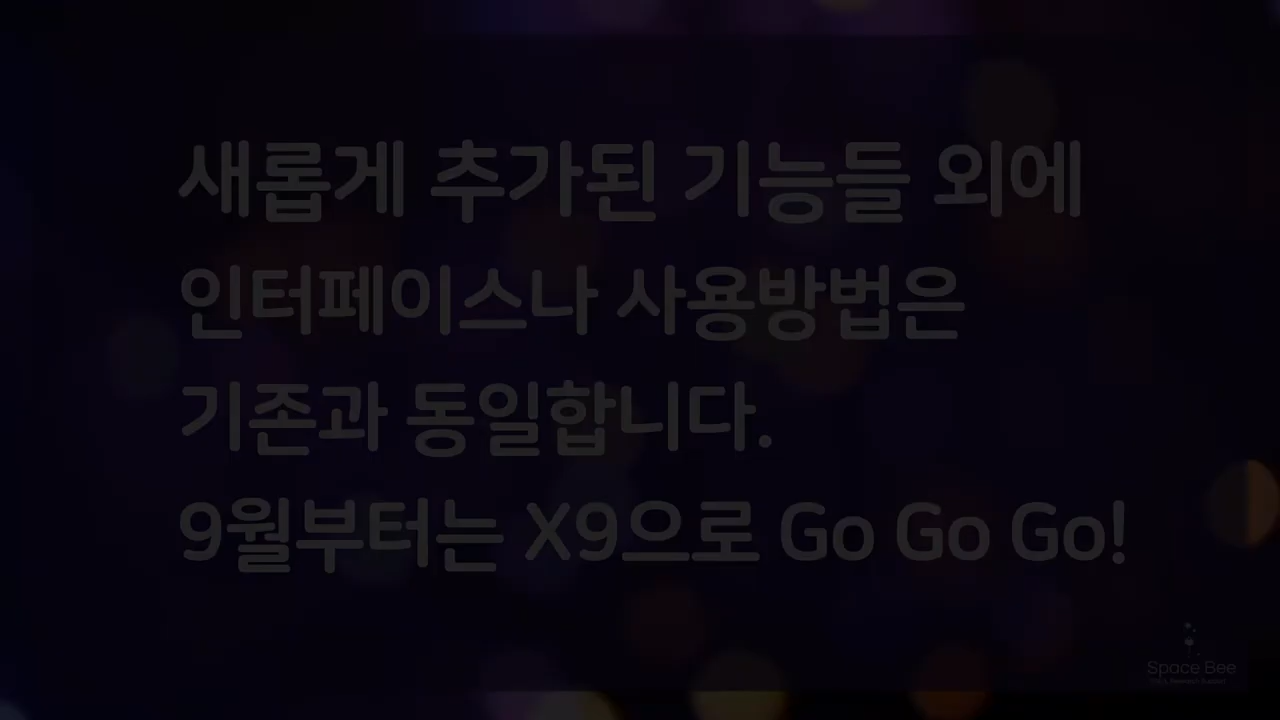 새롭게 추가된 기능들 외에
인터페이스나 사용방법은
기존과 동일합니다.
9월부터는 X9으로 Go Go Go!
Space Bee